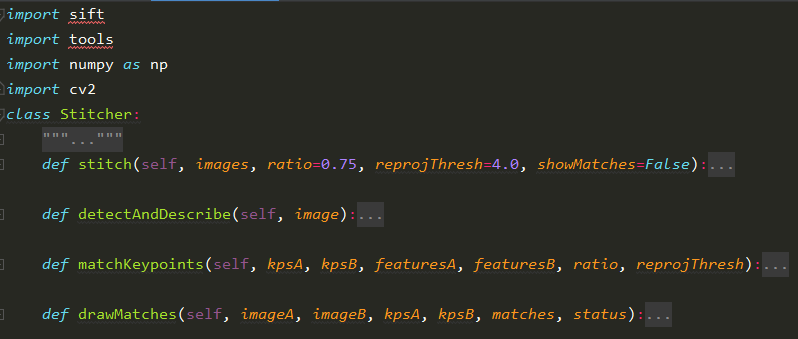 import sift
import tools
import numpy as np
import cv2
class Stitcher:
"""..."""
def stitch(self, images, ratio=0.75, reprojThresh=4.0, showMatches=False):...
def detectAndDescribe(self, image):...
def matchKeypoints(self, kpsA, kpsB, featuresA, featuresB, ratio, reprojThresh):...
def drawMatches(self, imageA, imageB, kpsA, kpsB, matches, status):...